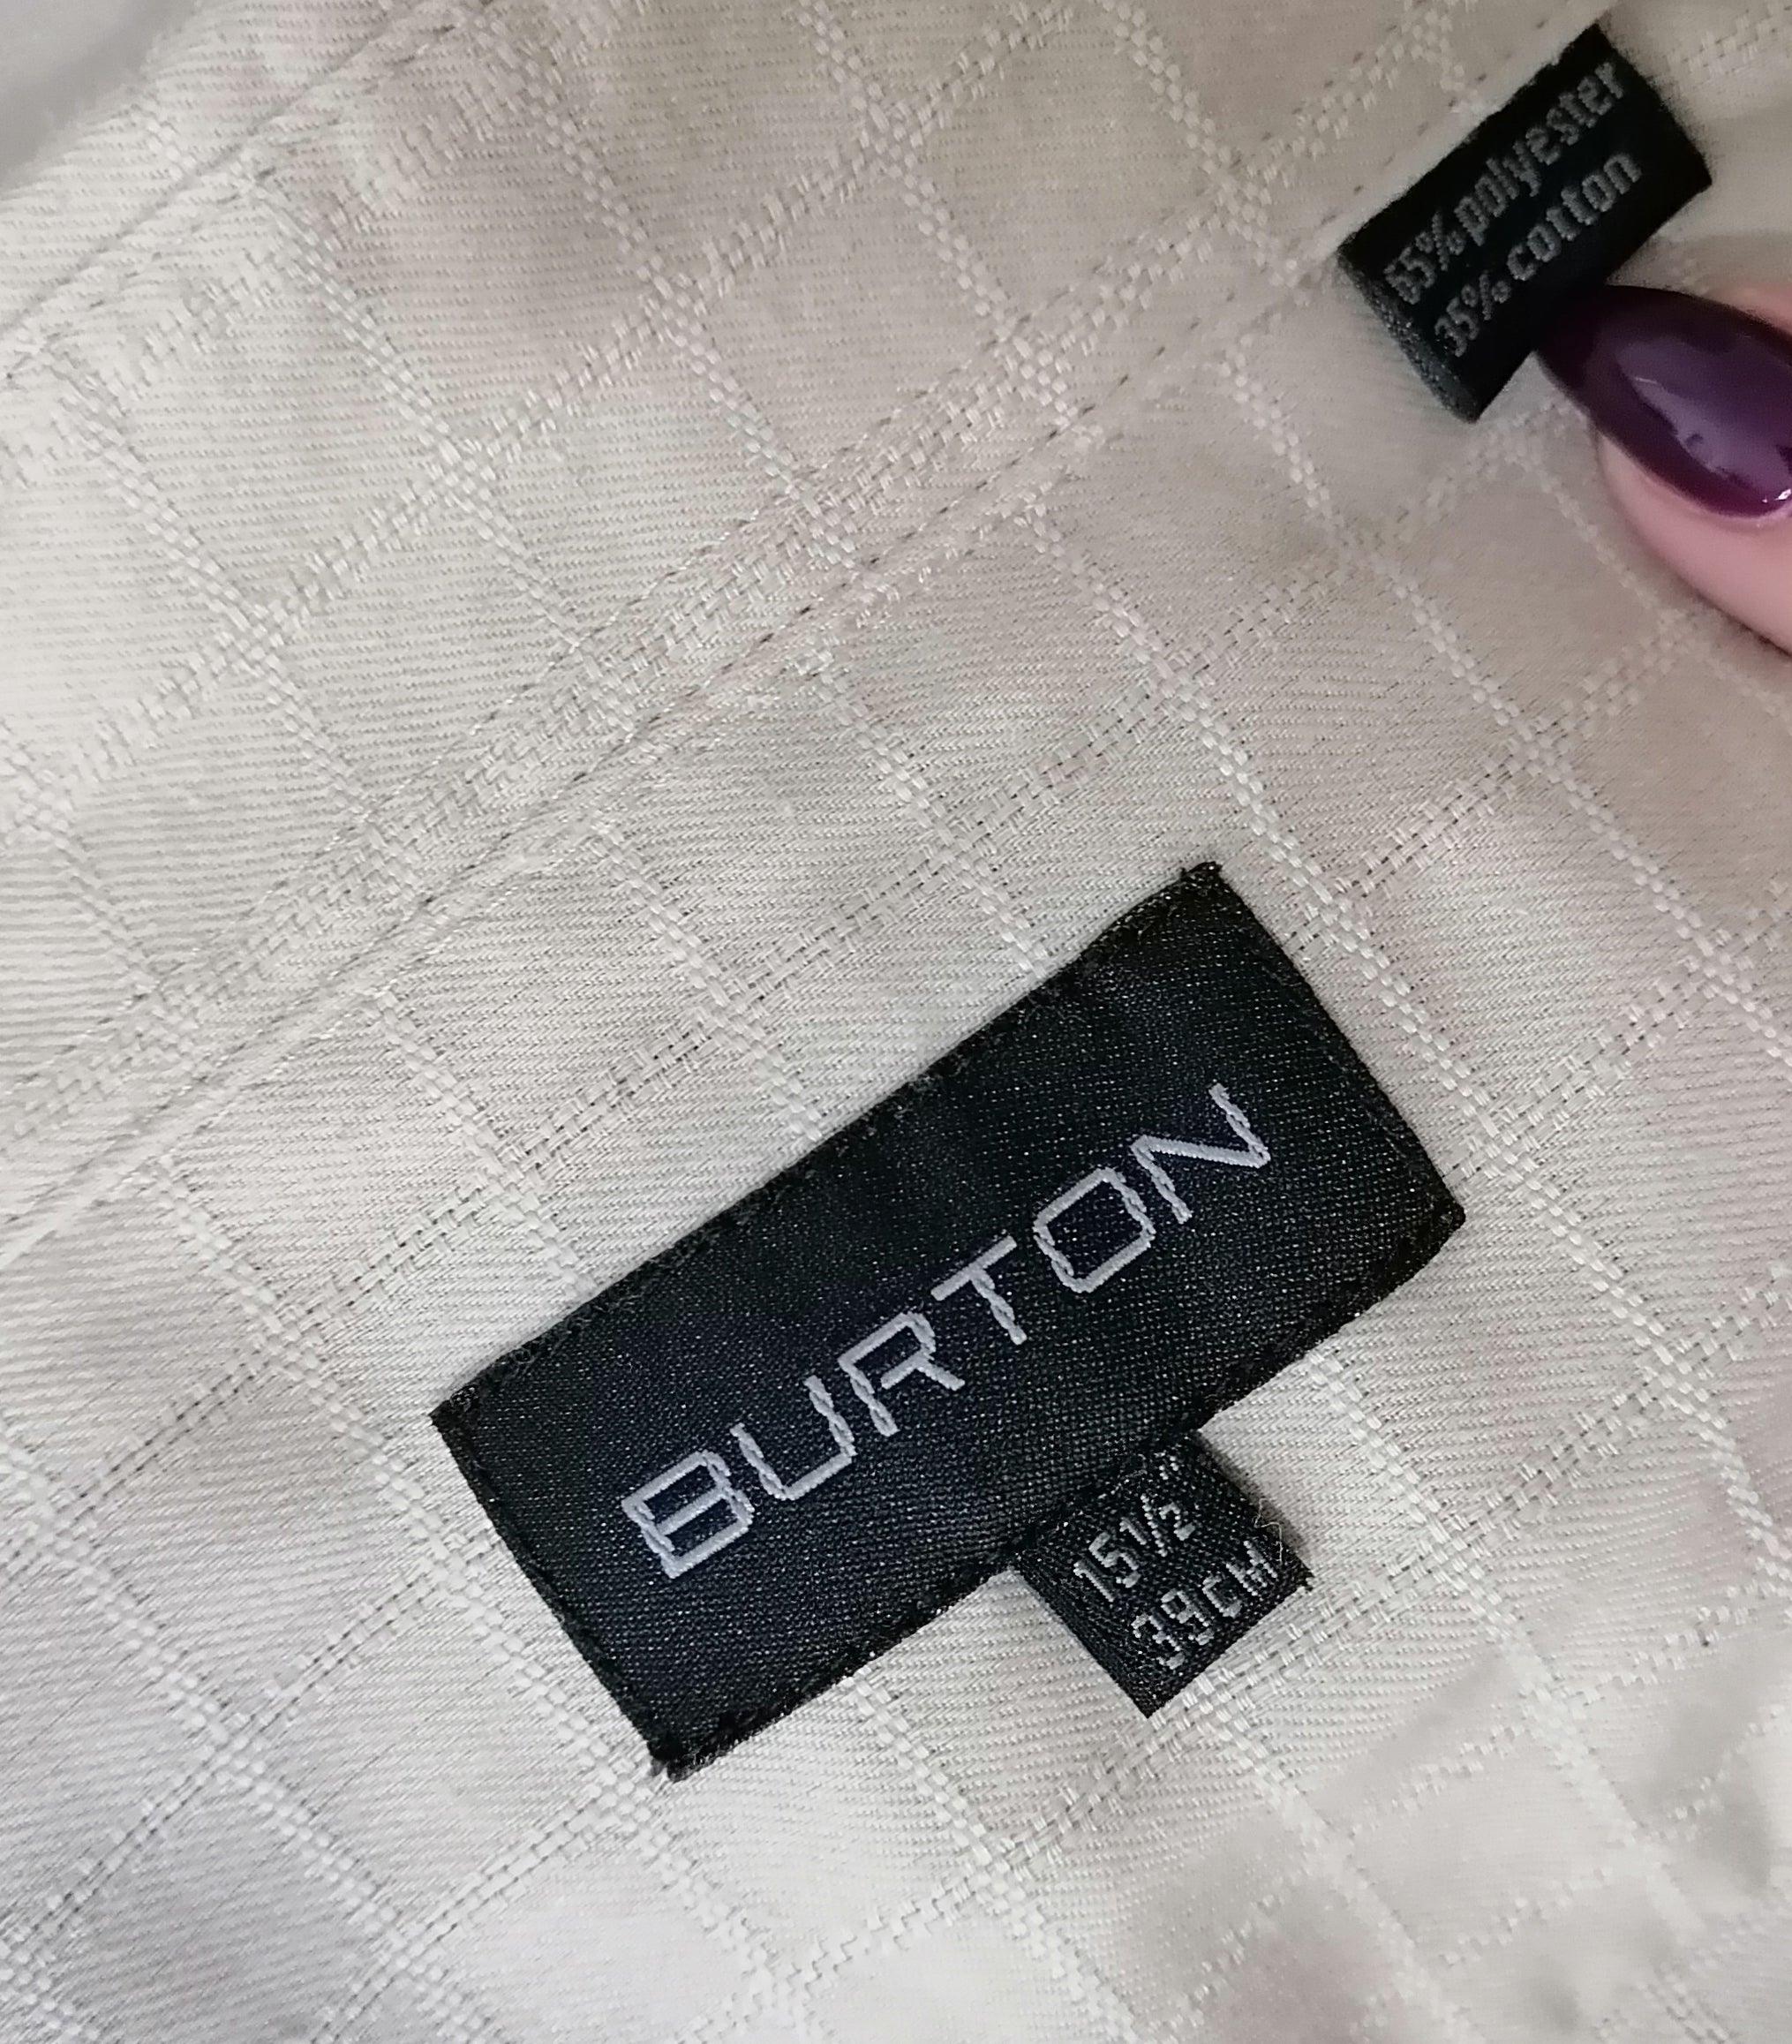 65% polyester
35% cotton
BURTON
15½"
39CM